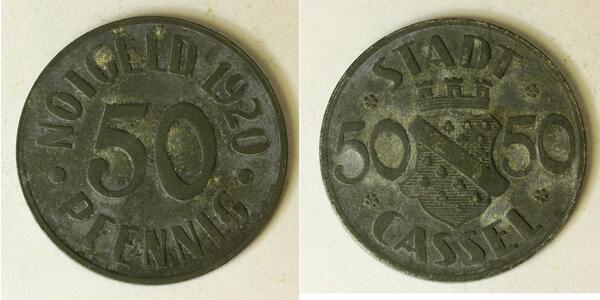 NOTGELD 1920
50
PFENNIG
STADT
50 50
CASSEL